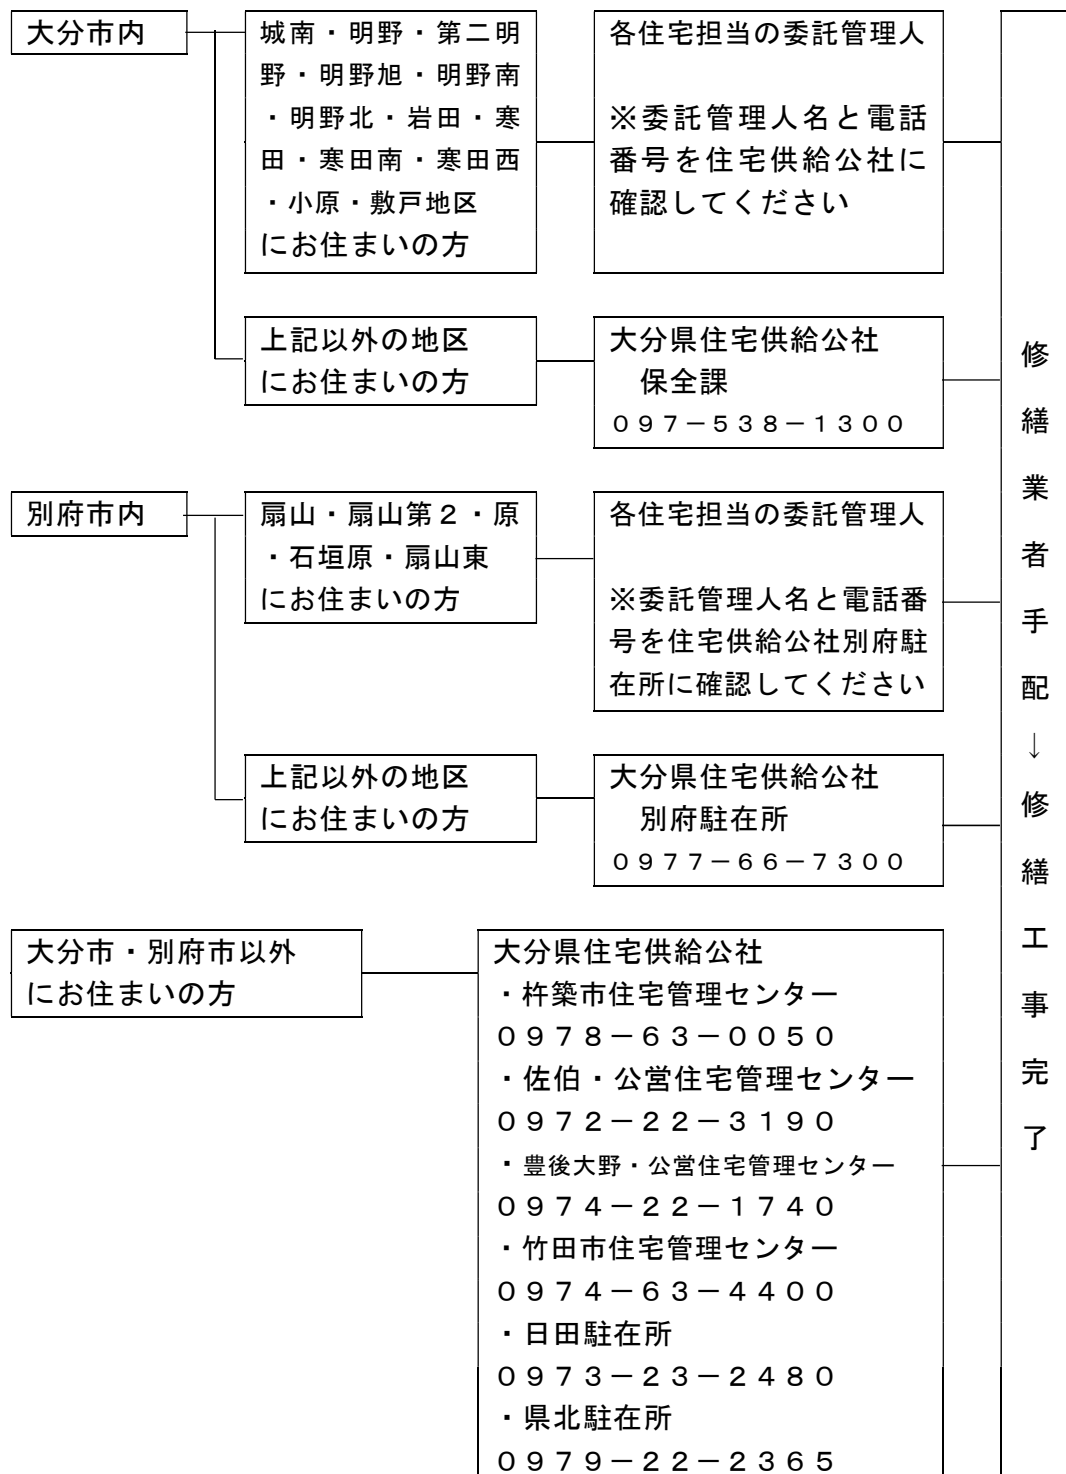 大分市内
城南・明野・第二明
野・明野旭・明野南
・明野北・岩田・寒
田・寒田南・寒田西
・小原・敷戸地区
にお住まいの方
各住宅担当の委託管理人
※委託管理人名と電話
番号を住宅供給公社に
確認してください
上記以外の地区
にお住まいの方
大分県住宅供給公社
保全課
097-538-1300
別府市内
扇山・扇山第2・原
・石垣原・扇山東
にお住まいの方
各住宅担当の委託管理人
※委託管理人名と電話番
号を住宅供給公社別府駐
在所に確認してください
上記以外の地区
にお住まいの方
大分県住宅供給公社
別府駐在所
0977-66-7300
大分市・別府市以外
にお住まいの方
大分県住宅供給公社
・杵築市住宅管理センター
0978-63-0050
・佐伯・公営住宅管理センター
0972-22-3190
・豊後大野・公営住宅管理センター
0974-22-1740
・竹田市住宅管理センター
0974-63-4400
・日田駐在所
0973-23-2480
・県北駐在所
0979-22-2365
修繕業者手配→修繕工事完了